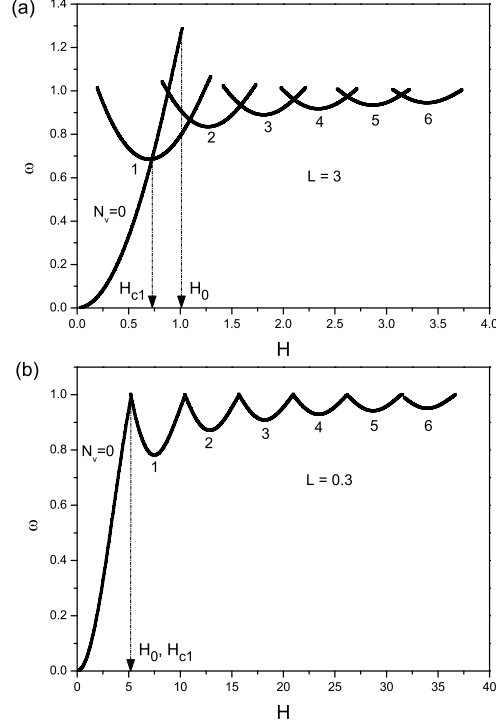 (a)
1.4
1.2
1.0
0.8
0.6
0.4
0.2
0.0
ω
1
2
3
4
5
6
L = 3
N_v=0
H_c1
H_0
0.0 0.5 1.0 1.5 2.0 2.5 3.0 3.5 4.0
H
(b)
1.0
0.8
0.6
0.4
0.2
0.0
ω
N_v=0
1
2
3
4
5
6
L = 0.3
H_0, H_c1
0 5 10 15 20 25 30 35 40
H